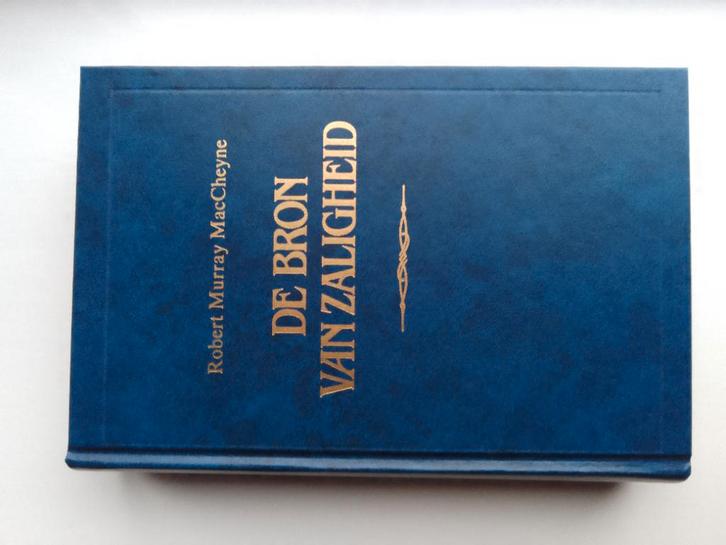 Robert Murray MacCheyne
DE BRON
VAN ZALIGHEID